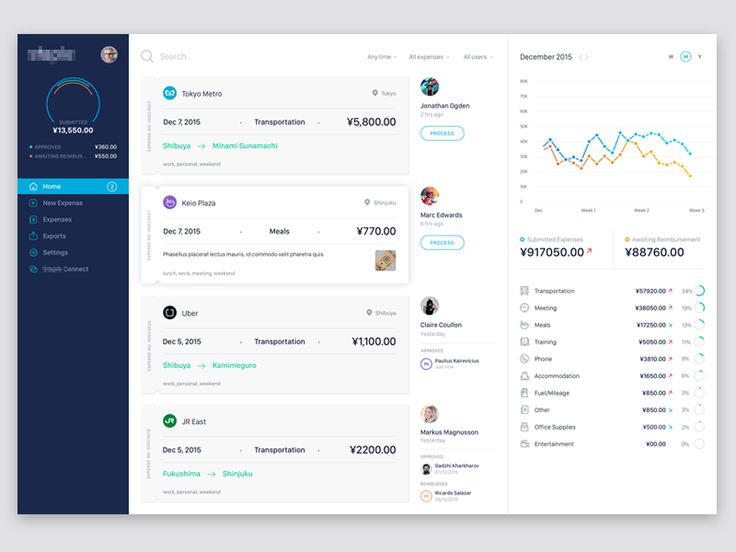 SUBMITTED
¥13,550.00
APPROVED ¥360.00
AWAITING REIMBUR... ¥550.00
Home 2
New Expense
Expenses
Exports
Settings
Connect
Search...
Any time
All expenses
All users
EXPENSE NO. 00023022
Tokyo Metro
Tokyo
Dec 7, 2015 · Transportation · ¥5,800.00
Shibuya → Minami Sunamachi
work, personal, weekend
Jonathan Ogden
2 hrs ago
PROCESS
Keio Plaza
Shinjuku
Dec 7, 2015 · Meals · ¥770.00
Phasellus placerat lectus mauris, id commodo velit pharetra quis.
lunch, work, meeting, weekend
Marc Edwards
6 hrs ago
PROCESS
Uber
Shibuya
Dec 5, 2015 · Transportation · ¥1,100.00
Shibuya → Kamimeguro
work, personal, weekend
Claire Coullon
Yesterday
APPROVED
Paulius Kairevicius
Just now
JR
JR East
Dec 5, 2015 · Transportation · ¥2200.00
Fukushima → Shinjuku
work, personal, weekend
Markus Magnusson
Yesterday
APPROVED
Gadzhi Kharkharov
REIMBURSED
Ricardo Salazar
December 2015 < > W M Y
80K
80K
70K
60K
50K
40K
30K
20K
0
Dec Week 1 Week 2 Week 3
Submitted Expenses
¥917050.00
Awaiting Reimbursement
¥88760.00
Transportation ¥57920.00 34%
Meeting ¥38050.00 19%
Meals ¥17250.00 13%
Training ¥5050.00 11%
Phone ¥3810.00 9%
Accommodation ¥1650.00 6%
Fuel/Mileage ¥850.00 3%
Other ¥850.00 3%
Office Supplies ¥500.00 2%
Entertainment ¥00.00 0%